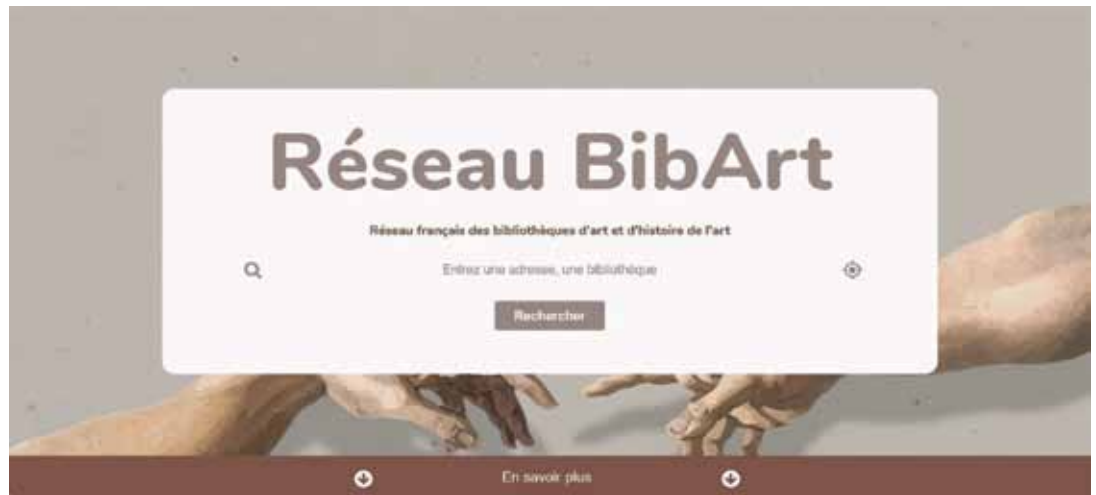 Réseau BibArt
Réseau français des bibliothèques d'art et d'histoire de l'art
Entrez une adresse, une bibliothèque
Rechercher
En savoir plus